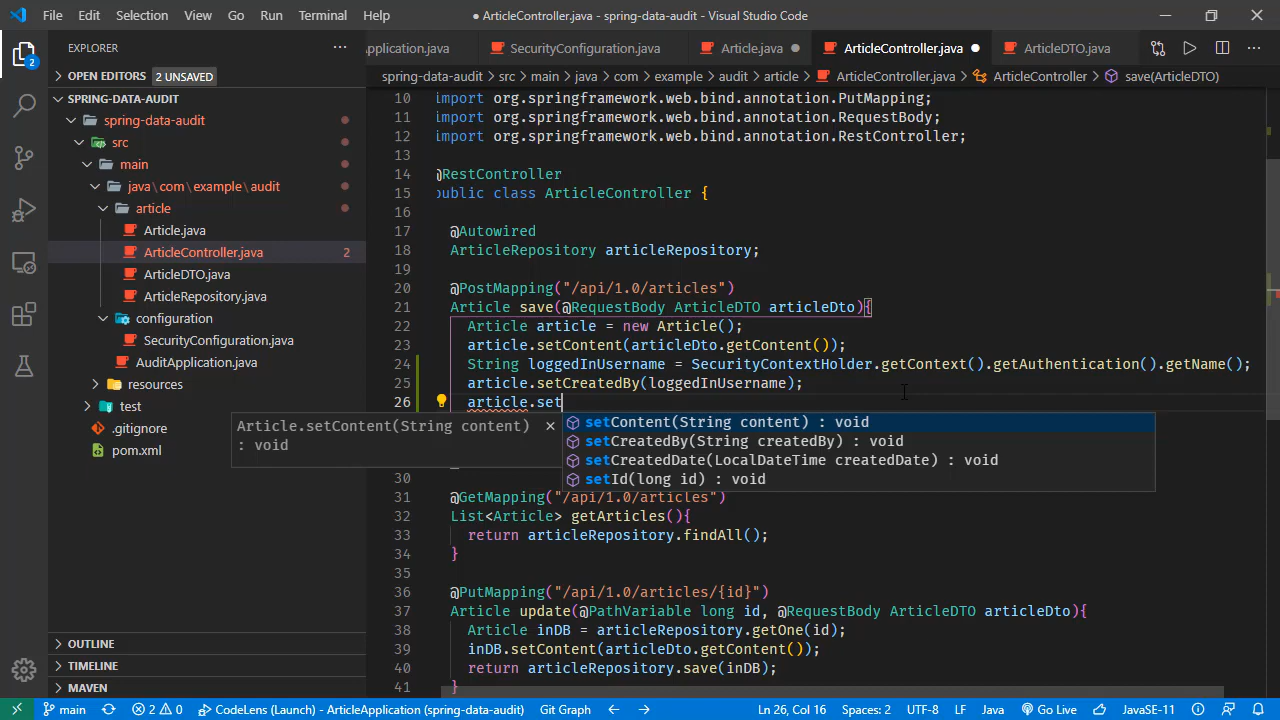 File Edit Selection View Go Run Terminal Help
● ArticleController.java - spring-data-audit - Visual Studio Code
EXPLORER
pplication.java SecurityConfiguration.java Article.java ArticleController.java ArticleDTO.java
OPEN EDITORS 2 UNSAVED
spring-data-audit > src > main > java > com > example > audit > article > ArticleController.java > ArticleController > save(ArticleDTO)
SPRING-DATA-AUDIT
spring-data-audit
src
main
java\com\example\audit
article
Article.java
ArticleController.java 2
ArticleDTO.java
ArticleRepository.java
configuration
SecurityConfiguration.java
AuditApplication.java
resources
test
.gitignore
pom.xml
OUTLINE
TIMELINE
MAVEN
2
10 import org.springframework.web.bind.annotation.PutMapping;
11 import org.springframework.web.bind.annotation.RequestBody;
12 import org.springframework.web.bind.annotation.RestController;
13
14 @RestController
15 public class ArticleController {
16
17 @Autowired
18 ArticleRepository articleRepository;
19
20 @PostMapping("/api/1.0/articles")
21 Article save(@RequestBody ArticleDTO articleDto){
22 Article article = new Article();
23 article.setContent(articleDto.getContent());
24 String loggedInUsername = SecurityContextHolder.getContext().getAuthentication().getName();
25 article.setCreatedBy(loggedInUsername);
26 article.set
Article.setContent(String content)
: void
setContent(String content) : void
setCreatedBy(String createdBy) : void
setCreatedDate(LocalDateTime createdDate) : void
setId(long id) : void
30
31 @GetMapping("/api/1.0/articles")
32 List<Article> getArticles(){
33 return articleRepository.findAll();
34 }
35
36 @PutMapping("/api/1.0/articles/{id}")
37 Article update(@PathVariable long id, @RequestBody ArticleDTO articleDto){
38 Article inDB = articleRepository.getOne(id);
39 inDB.setContent(articleDto.getContent());
40 return articleRepository.save(inDB);
41 }
main 2 0 CodeLens (Launch) - ArticleApplication (spring-data-audit) Git Graph Ln 26, Col 16 Spaces: 2 UTF-8 LF Java Go Live JavaSE-11